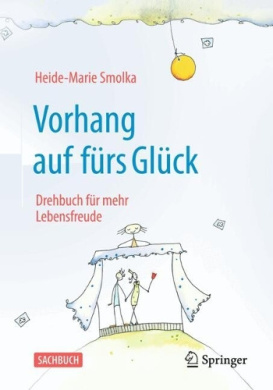 Heide-Marie Smolka
Vorhang
auf fürs Glück
Drehbuch für mehr
Lebensfreude
SACHBUCH
Springer